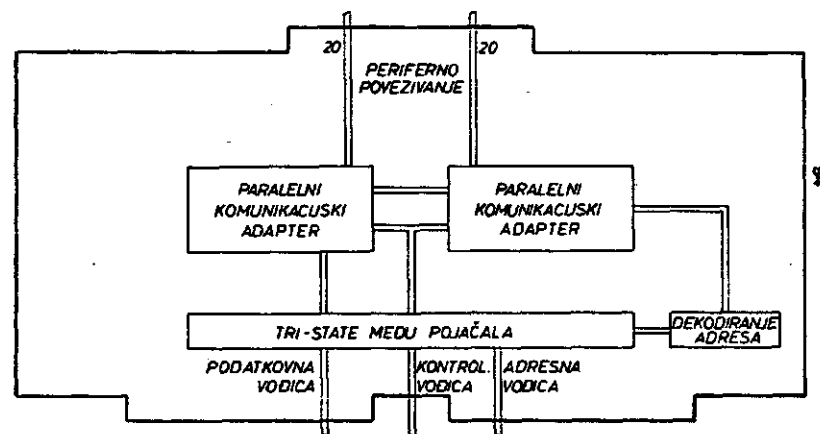 20
20
PERIFERNO
POVEZIVANJE
PARALELNI
KOMUNIKACIJSKI
ADAPTER
PARALELNI
KOMUNIKACIJSKI
ADAPTER
TRI-STATE MEDU POJAČALA
DEKODIRANJE
ADRESA
PODATKOVNA
VODICA
KONTROL.
VODICA
ADRESNA
VODICA